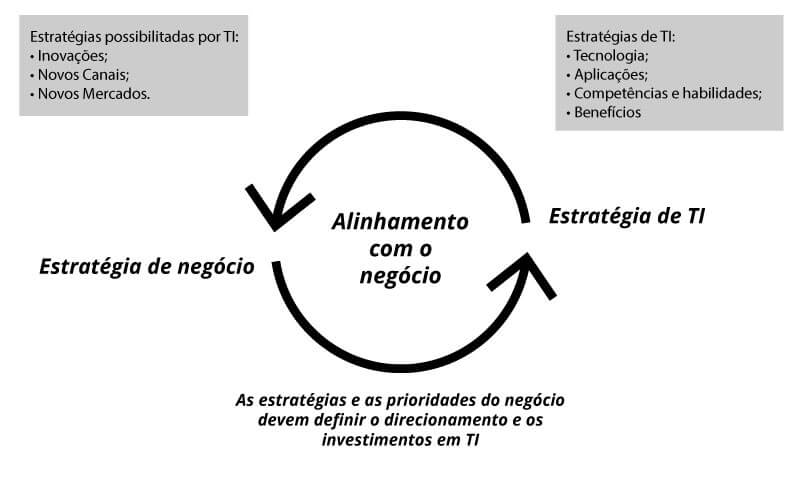 Estratégias possibilitadas por TI:
• Inovações;
• Novos Canais;
• Novos Mercados.
Estratégias de TI:
• Tecnologia;
• Aplicações;
• Competências e habilidades;
• Benefícios
Estratégia de negócio
Alinhamento
com o
negócio
Estratégia de TI
As estratégias e as prioridades do negócio
devem definir o direcionamento e os
investimentos em TI